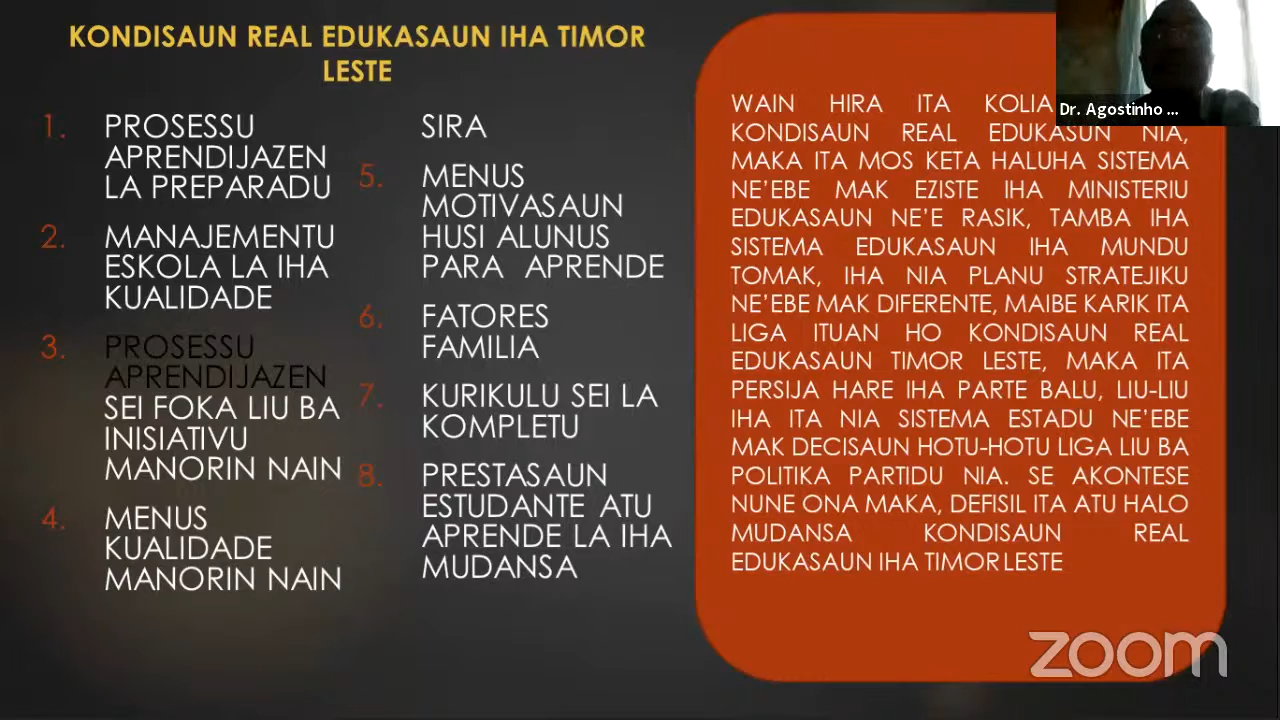 KONDISAUN REAL EDUKASAUN IHA TIMOR
LESTE
1. PROSESSU
APRENDIJAZEN
LA PREPARADU
2. MANAJEMENTU
ESKOLA LA IHA
KUALIDADE
3. PROSESSU
APRENDIJAZEN
SEI FOKA LIU BA
INISIATIVU
MANORIN NAIN
4. MENUS
KUALIDADE
MANORIN NAIN
SIRA
5. MENUS
MOTIVASAUN
HUSI ALUNUS
PARA APRENDE
6. FATORES
FAMILIA
7. KURIKULU SEI LA
KOMPLETU
8. PRESTASAUN
ESTUDANTE ATU
APRENDE LA IHA
MUDANSA
WAIN HIRA ITA KOLIA
KONDISAUN REAL EDUKASUN NIA,
MAKA ITA MOS KETA HALUHA SISTEMA
NE'EBE MAK EZISTE IHA MINISTERIU
EDUKASAUN NE'E RASIK, TAMBA IHA
SISTEMA EDUKASAUN IHA MUNDU
TOMAK, IHA NIA PLANU STRATEJIKU
NE'EBE MAK DIFERENTE, MAIBE KARIK ITA
LIGA ITUAN HO KONDISAUN REAL
EDUKASAUN TIMOR LESTE, MAKA ITA
PERSIJA HARE IHA PARTE BALU, LIU-LIU
IHA ITA NIA SISTEMA ESTADU NE'EBE
MAK DECISAUN HOTU-HOTU LIGA LIU BA
POLITIKA PARTIDU NIA. SE AKONTESE
NUNE ONA MAKA, DEFISIL ITA ATU HALO
MUDANSA KONDISAUN REAL
EDUKASAUN IHA TIMOR LESTE
Dr. Agostinho ...
zoom